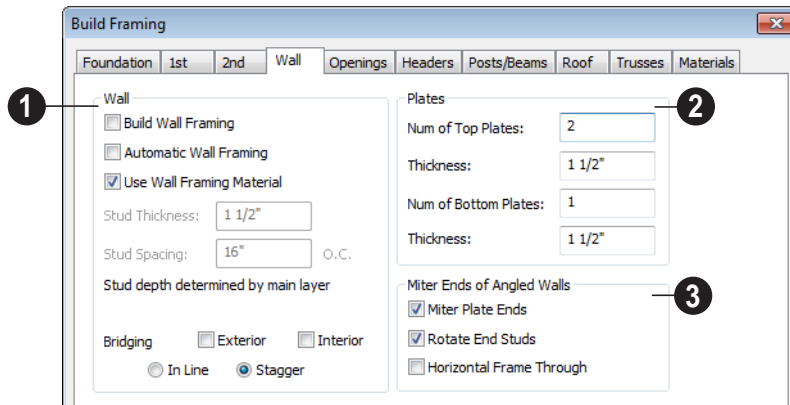 Build Framing
Foundation 1st 2nd Wall Openings Headers Posts/Beams Roof Trusses Materials
1
Wall
Build Wall Framing
Automatic Wall Framing
Use Wall Framing Material
Stud Thickness: 1 1/2"
Stud Spacing: 16" O.C.
Stud depth determined by main layer
Bridging Exterior Interior
In Line Stagger
Plates
2
Num of Top Plates: 2
Thickness: 1 1/2"
Num of Bottom Plates: 1
Thickness: 1 1/2"
Miter Ends of Angled Walls
3
Miter Plate Ends
Rotate End Studs
Horizontal Frame Through